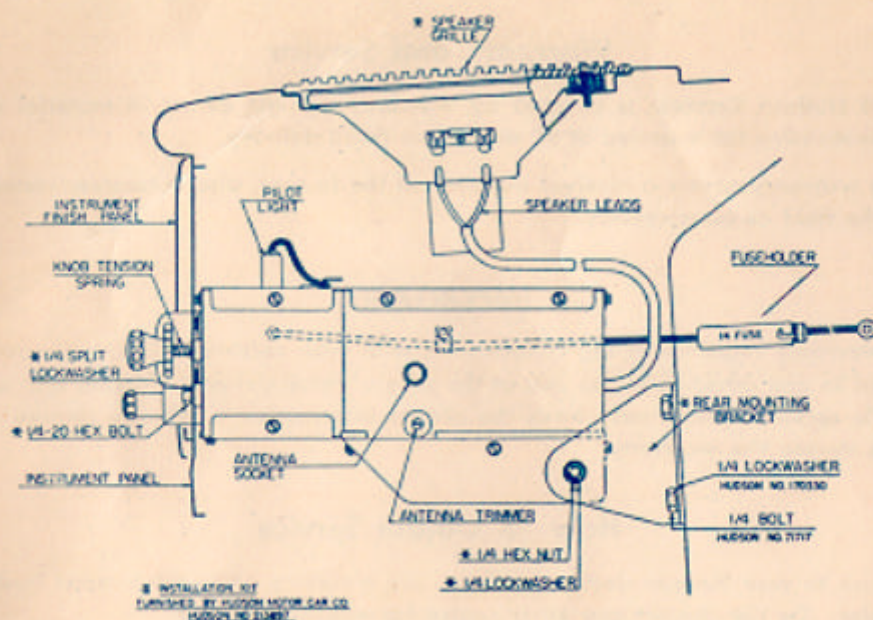 * SPEAKER
GRILLE
INSTRUMENT
FINISH PANEL
PILOT
LIGHT
SPEAKER LEADS
FUSEHOLDER
KNOB TENSION
SPRING
14 FUSE
* 1/4 SPLIT
LOCKWASHER
* REAR MOUNTING
BRACKET
* 1/4-20 HEX BOLT
ANTENNA
SOCKET
INSTRUMENT PANEL
1/4 LOCKWASHER
HUDSON NO. 170330
ANTENNA TRIMMER
1/4 BOLT
HUDSON NO. 71717
* 1/4 HEX NUT
* 1/4 LOCKWASHER
* INSTALLATION KIT
FURNISHED BY HUDSON MOTOR CAR CO.
HUDSON NO.